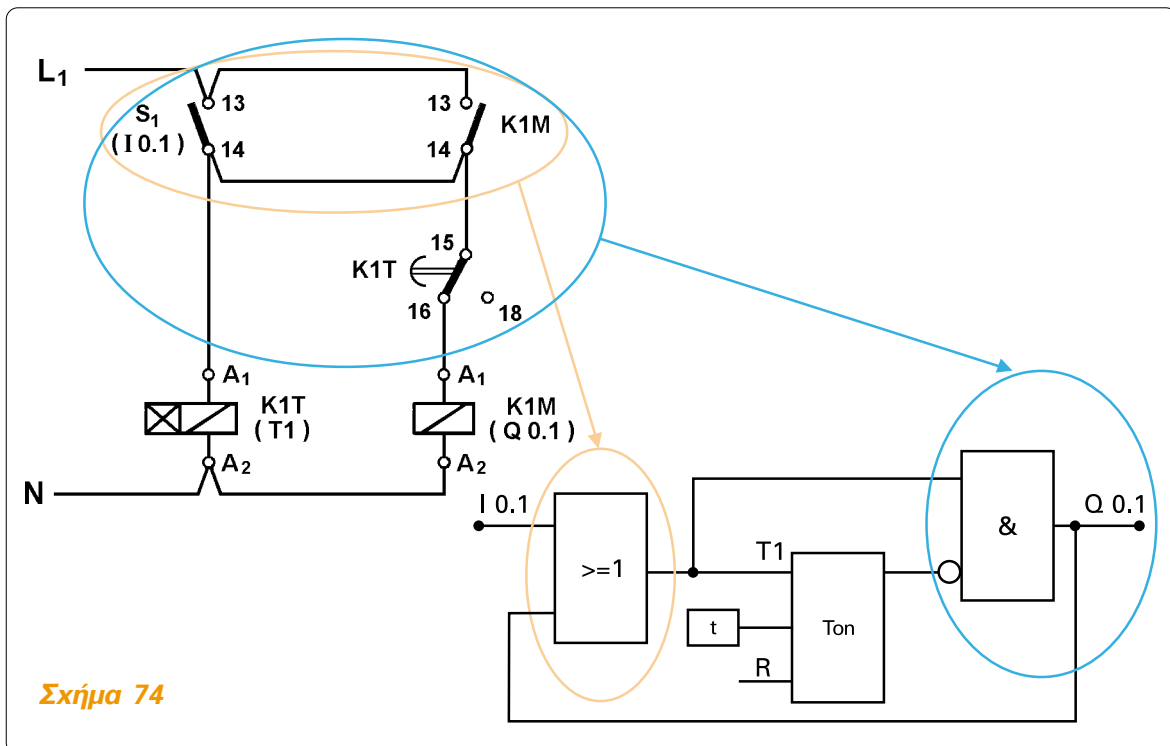 L1
13
13
S1
(I 0.1)
K1M
14
14
15
K1T
16
18
A1
A1
K1T
(T1)
K1M
(Q 0.1)
A2
A2
N
I 0.1
Q 0.1
&
T1
>=1
t
Ton
R
Σχήμα 74